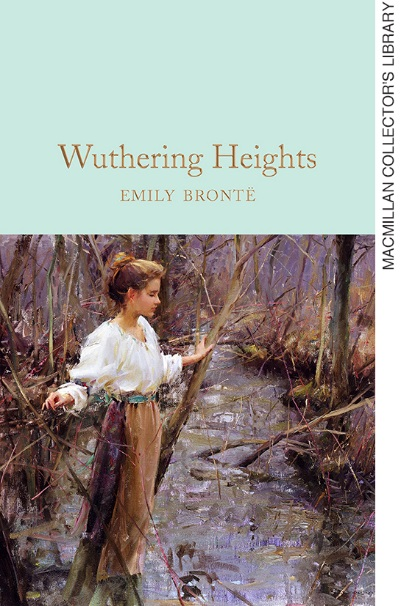 Wuthering Heights
EMILY BRONTË
MACMILLAN COLLECTOR'S LIBRARY